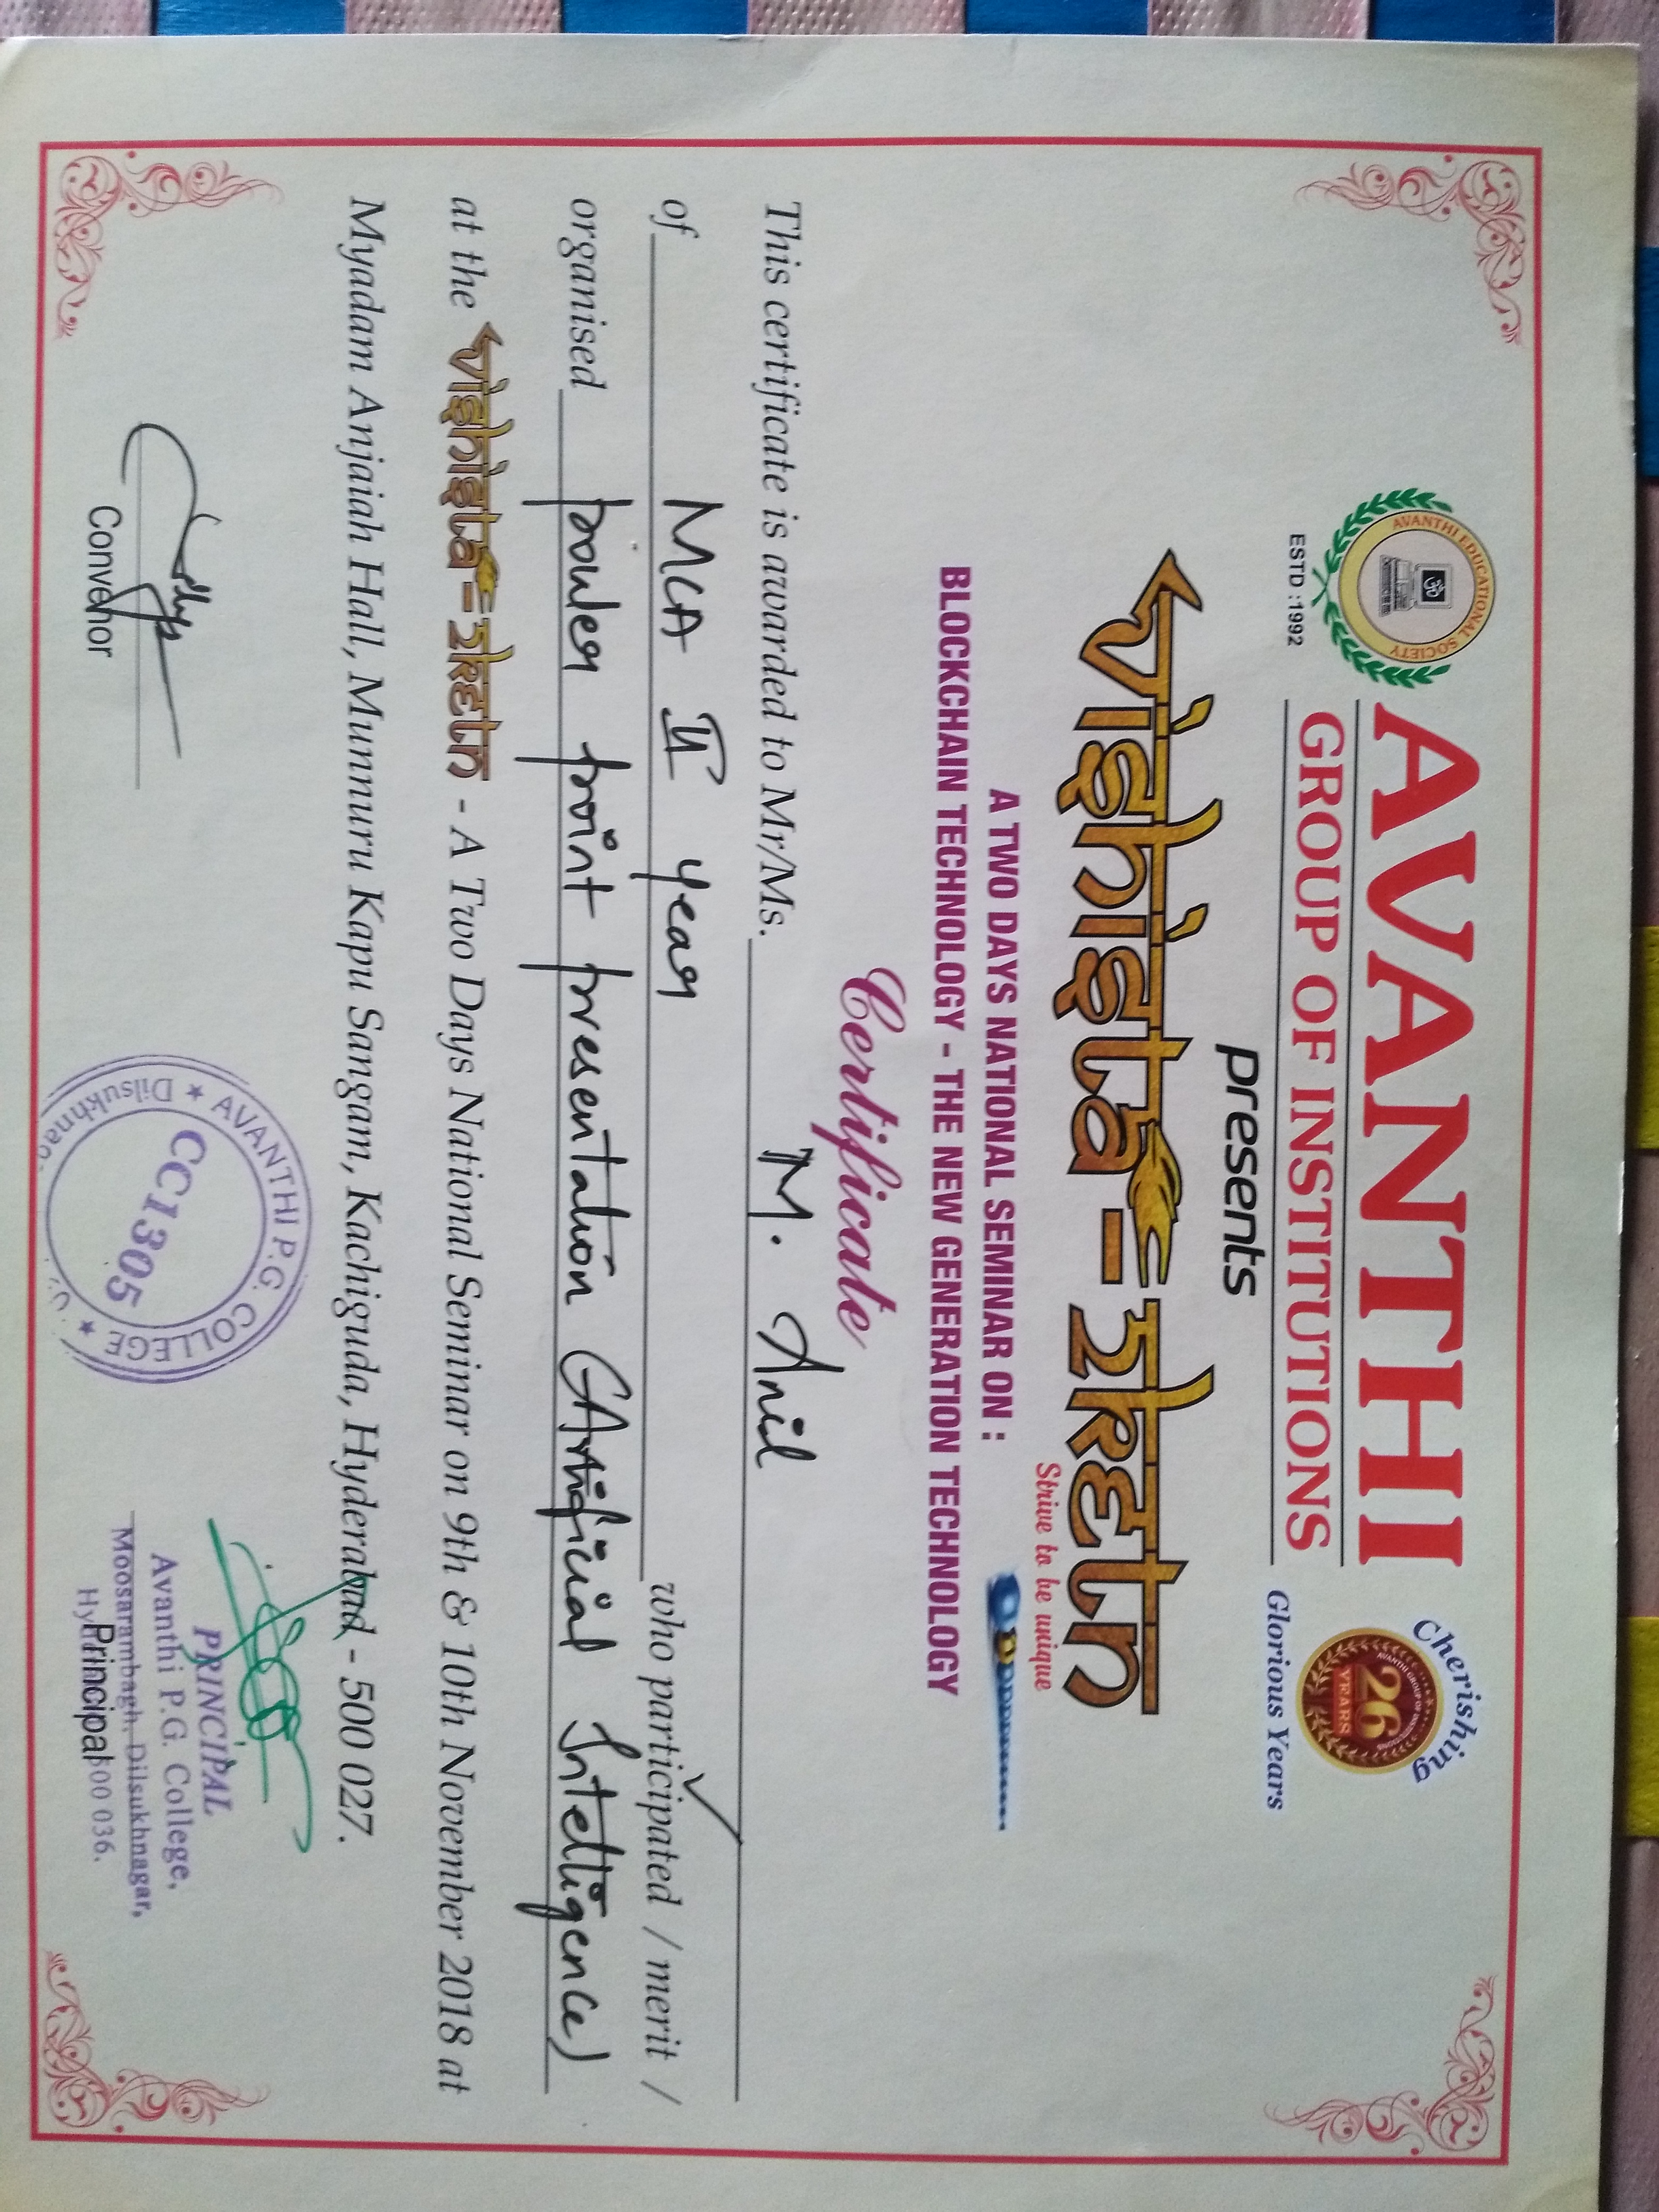 AVANTHI EDUCATIONAL SOCIETY
ॐ
ESTD :1992
AVANTHI
GROUP OF INSTITUTIONS
Cherishing
AVANTHI GROUP OF INSTITUTIONS
26
YEARS
Glorious Years
presents
vishista - 2ketn
Strive to be unique
A TWO DAYS NATIONAL SEMINAR ON :
BLOCKCHAIN TECHNOLOGY - THE NEW GENERATION TECHNOLOGY
Certificate
This certificate is awarded to Mr/Ms. M. Anil
of MCA II year who participated / merit /
organised power point presentation (Artificial Intelligence)
at the vishista - 2ketn - A Two Days National Seminar on 9th & 10th November 2018 at
Myadam Anjaiah Hall, Munnuru Kapu Sangam, Kachiguda, Hyderabad - 500 027.
AVANTHI P.G. COLLEGE
CC1305
PRINCIPAL
Avanthi P.G. College,
Moosarambagh, Dilsukhnagar,
500 036.
Convenor
Principal